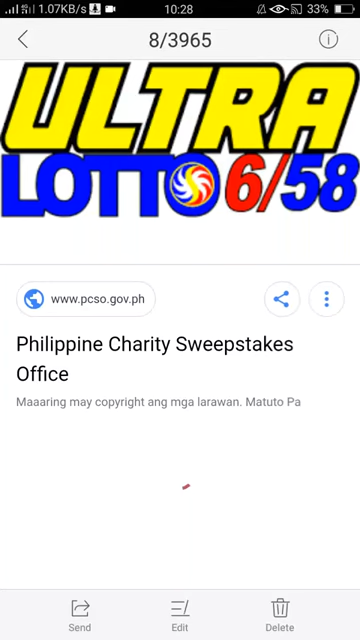 1.07KB/s 10:28 33%
8/3965
ULTRA
LOTTO 6/58
www.pcso.gov.ph
Philippine Charity Sweepstakes
Office
Maaaring may copyright ang mga larawan. Matuto Pa
Send Edit Delete